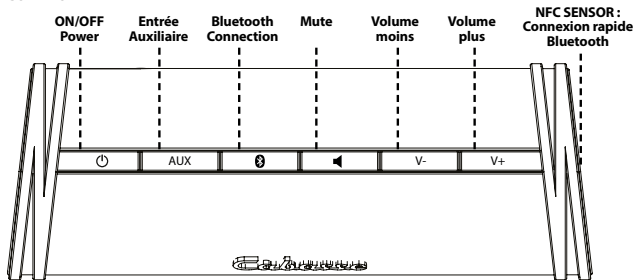 ON/OFF
Power
Entrée
Auxiliaire
Bluetooth
Connection
Mute
Volume
moins
Volume
plus
NFC SENSOR :
Connexion rapide
Bluetooth
AUX
V-
V+